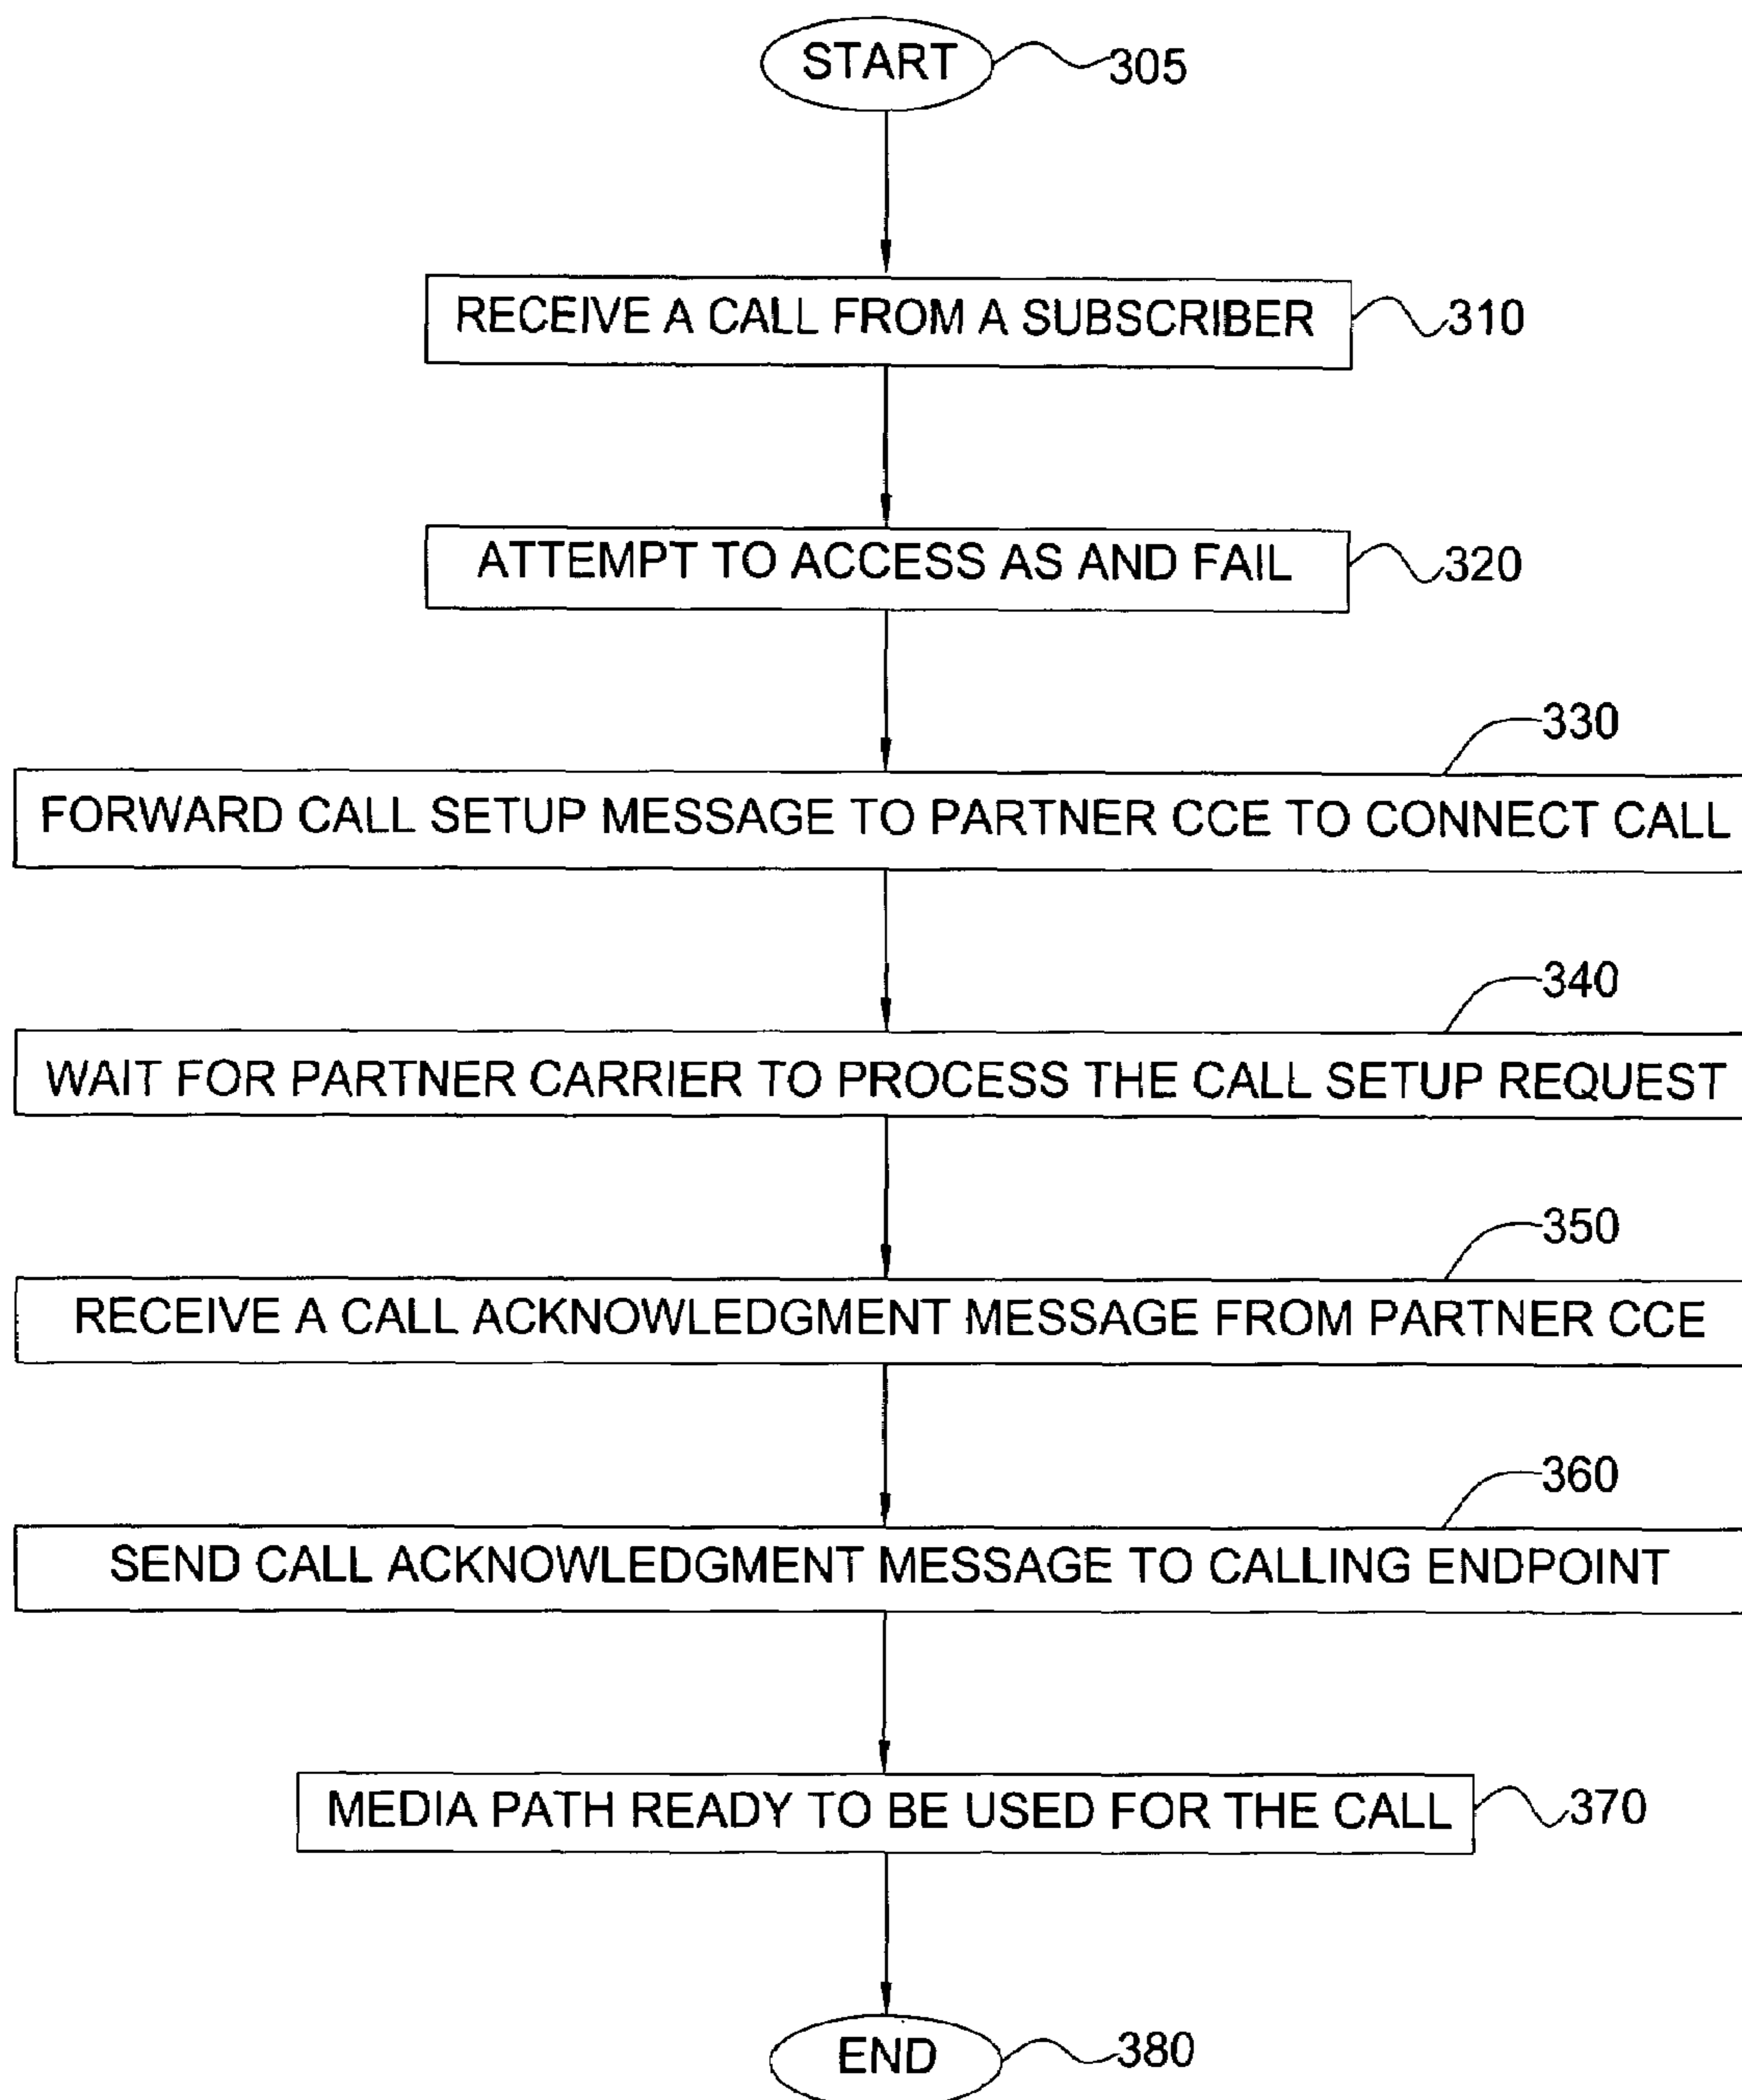 START 305
RECEIVE A CALL FROM A SUBSCRIBER 310
ATTEMPT TO ACCESS AS AND FAIL 320
330
FORWARD CALL SETUP MESSAGE TO PARTNER CCE TO CONNECT CALL
340
WAIT FOR PARTNER CARRIER TO PROCESS THE CALL SETUP REQUEST
350
RECEIVE A CALL ACKNOWLEDGMENT MESSAGE FROM PARTNER CCE
360
SEND CALL ACKNOWLEDGMENT MESSAGE TO CALLING ENDPOINT
MEDIA PATH READY TO BE USED FOR THE CALL 370
END 380